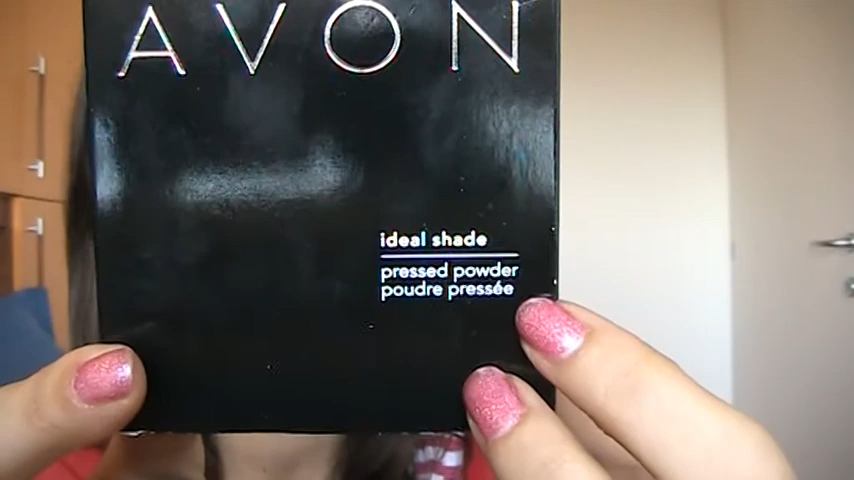 AVON
ideal shade
pressed powder
poudre pressée